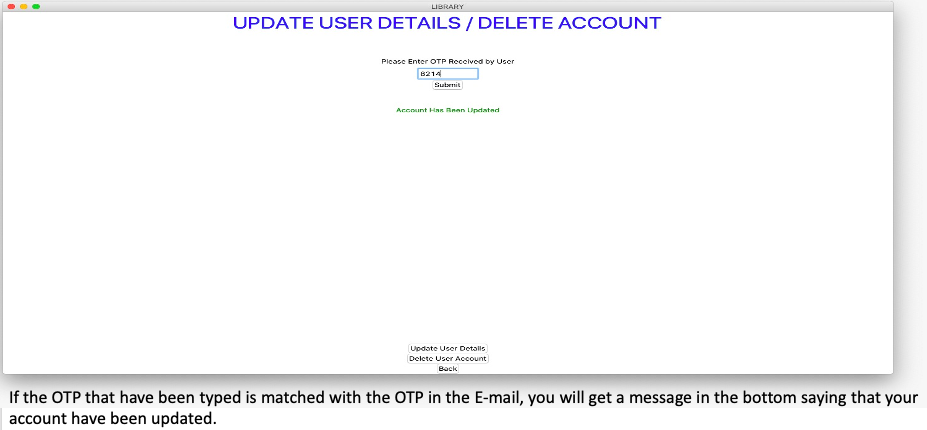 LIBRARY
UPDATE USER DETAILS / DELETE ACCOUNT
Please Enter OTP Received by User
8214
Submit
Account Has Been Updated
Update User Details
Delete User Account
Back
If the OTP that have been typed is matched with the OTP in the E-mail, you will get a message in the bottom saying that your
account have been updated.